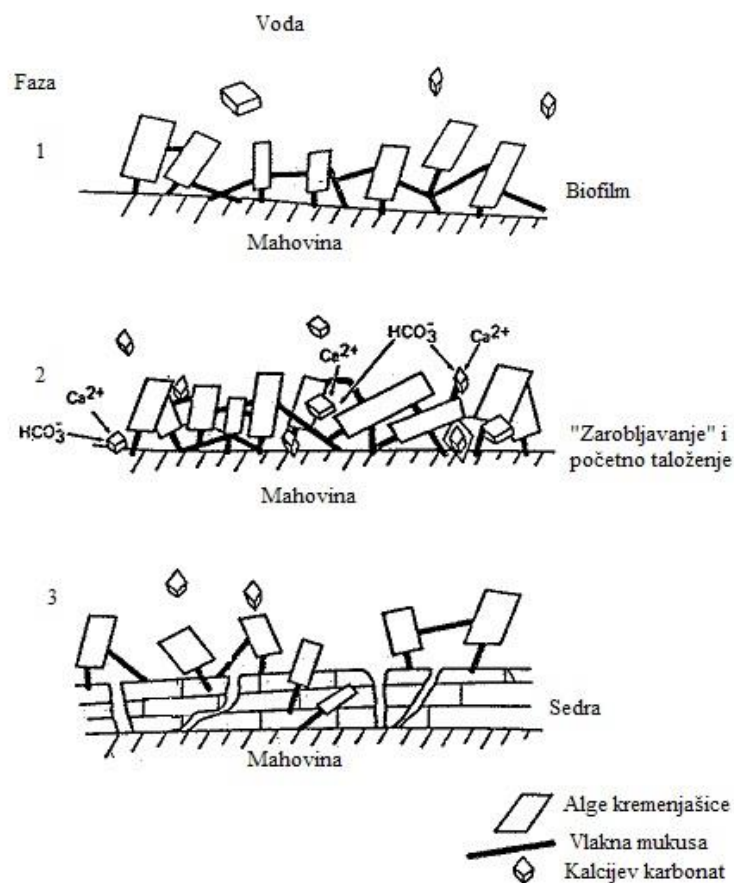 Voda
Faza
1
Biofilm
Mahovina
HCO3-
Ca2+
Ca2+
2
Ca2+
HCO3-
"Zarobljavanje" i
početno taloženje
Mahovina
3
Sedra
Mahovina
Alge kremenjašice
Vlakna mukusa
Kalcijev karbonat